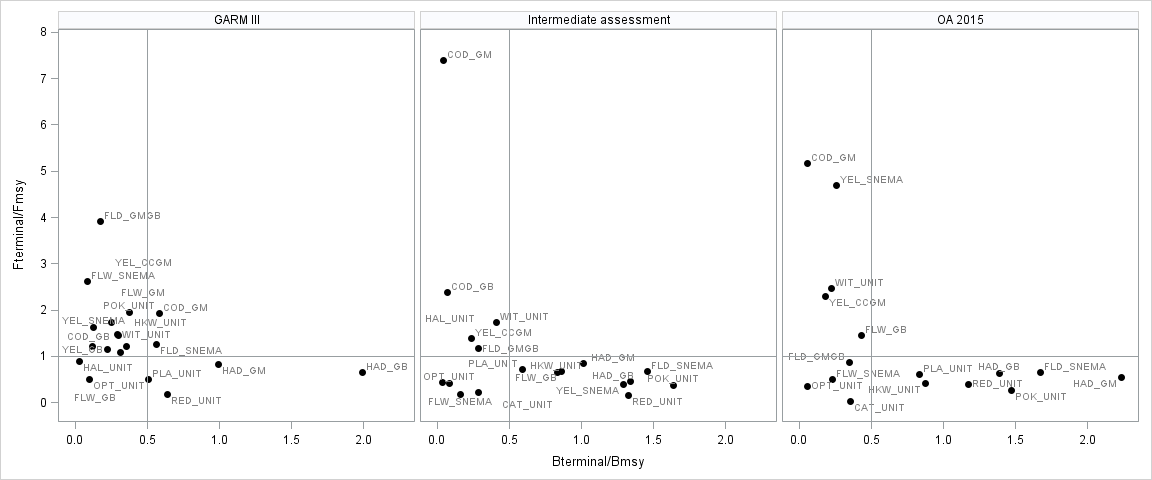 GARM III
Intermediate assessment
OA 2015
Fterminal/Fmsy
8
7
6
5
4
3
2
1
0
FLD_GMGB
YEL_CCGM
FLW_SNEMA
FLW_GM
POK_UNIT
COD_GM
YEL_SNEMA
HKW_UNIT
COD_GB
WIT_UNIT
YEL_GB
FLD_SNEMA
HAL_UNIT
PLA_UNIT
HAD_GM
HAD_GB
OPT_UNIT
FLW_GB
RED_UNIT
COD_GM
COD_GB
HAL_UNIT
WIT_UNIT
YEL_CCGM
FLD_GMGB
PLA_UNIT
HKW_UNIT
HAD_GM
FLD_SNEMA
OPT_UNIT
FLW_GB
HAD_GB
POK_UNIT
YEL_SNEMA
FLW_SNEMA
CAT_UNIT
RED_UNIT
COD_GM
YEL_SNEMA
WIT_UNIT
YEL_CCGM
FLW_GB
FLD_GMGB
PLA_UNIT
HAD_GB
FLD_SNEMA
FLW_SNEMA
OPT_UNIT
HKW_UNIT
RED_UNIT
HAD_GM
POK_UNIT
CAT_UNIT
0.0 0.5 1.0 1.5 2.0
0.0 0.5 1.0 1.5 2.0
0.0 0.5 1.0 1.5 2.0
Bterminal/Bmsy